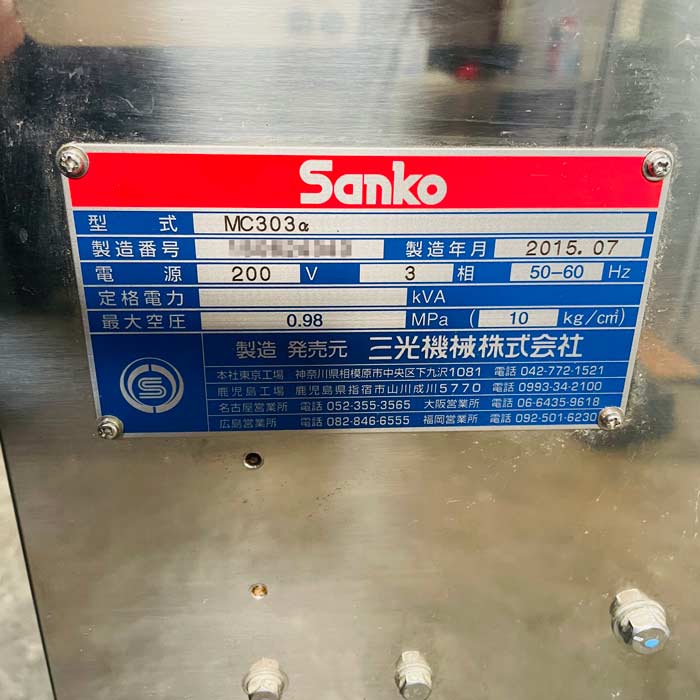 Sanko
型式 MC303α
製造番号 製造年月 2015.07
電源 200 V 3 相 50-60 Hz
定格電力 kVA
最大空圧 0.98 MPa ( 10 kg/c㎡)
製造 発売元 三光機械株式会社
本社東京工場 神奈川県相模原市中央区下九沢1081 電話 042-772-1521
鹿児島工場 鹿児島県指宿市山川成川5770 電話 0993-34-2100
名古屋営業所 電話 052-355-3565 大阪営業所 電話 06-6435-9618
広島営業所 電話 082-846-6555 福岡営業所 電話 092-501-6230